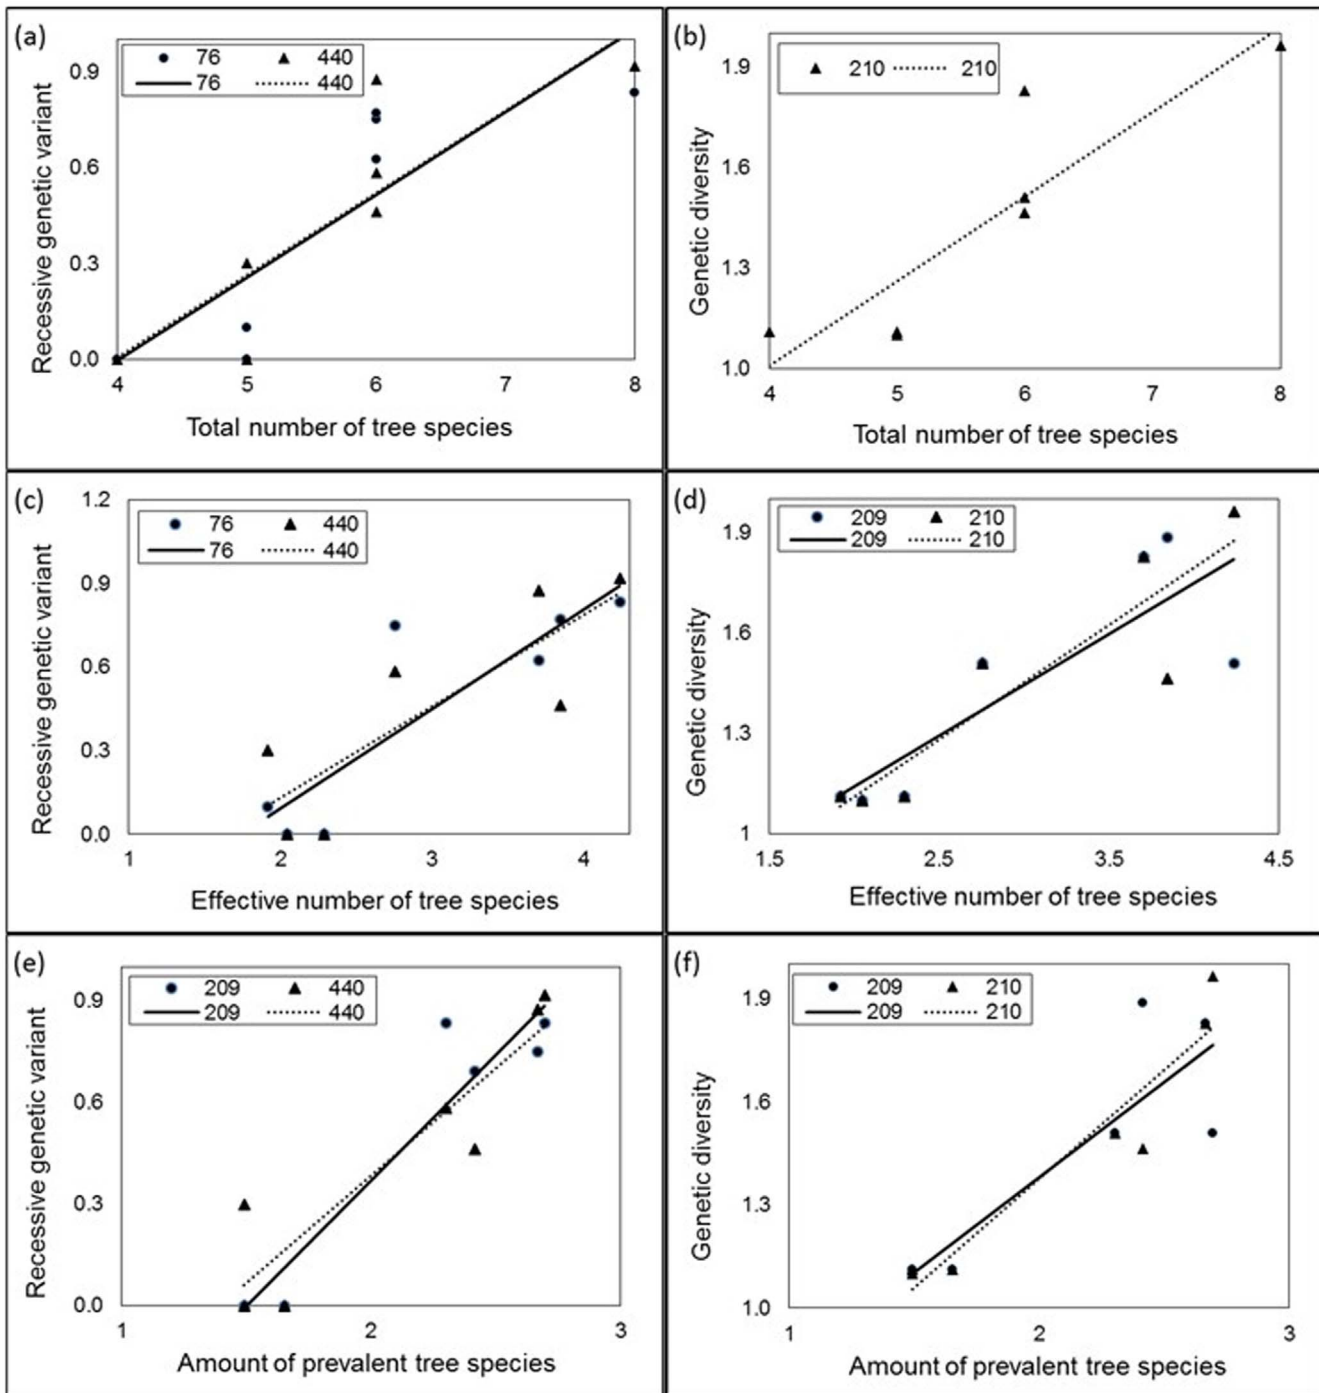 (a)
76 440
76 440
Recessive genetic variant
0.9
0.6
0.3
0.0
4 5 6 7 8
Total number of tree species
(b)
210 210
Genetic diversity
1.9
1.6
1.3
1.0
4 5 6 7 8
Total number of tree species
(c)
76 440
76 440
Recessive genetic variant
1.2
0.9
0.6
0.3
0.0
1 2 3 4
Effective number of tree species
(d)
209 210
209 210
Genetic diversity
1.9
1.6
1.3
1
1.5 2.5 3.5 4.5
Effective number of tree species
(e)
209 440
209 440
Recessive genetic variant
0.9
0.6
0.3
0.0
1 2 3
Amount of prevalent tree species
(f)
209 210
209 210
Genetic diversity
1.9
1.6
1.3
1.0
1 2 3
Amount of prevalent tree species